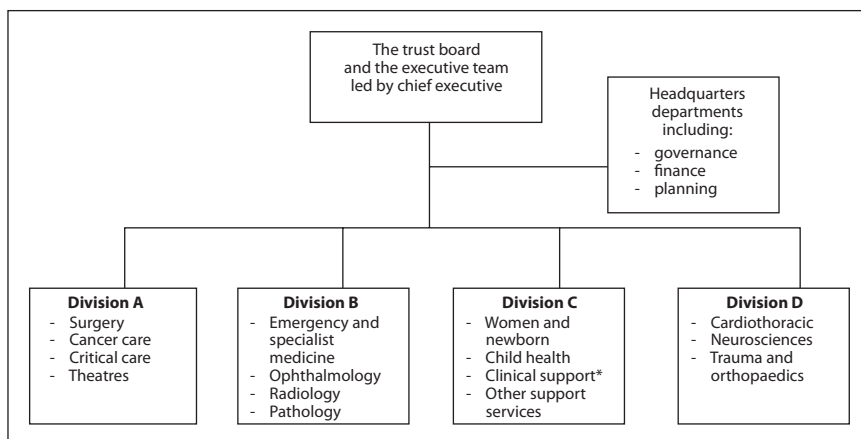 The trust board
and the executive team
led by chief executive
Headquarters
departments
including:
- governance
- finance
- planning
Division A
- Surgery
- Cancer care
- Critical care
- Theatres
Division B
- Emergency and
specialist
medicine
- Ophthalmology
- Radiology
- Pathology
Division C
- Women and
newborn
- Child health
- Clinical support*
- Other support
services
Division D
- Cardiothoracic
- Neurosciences
- Trauma and
orthopaedics